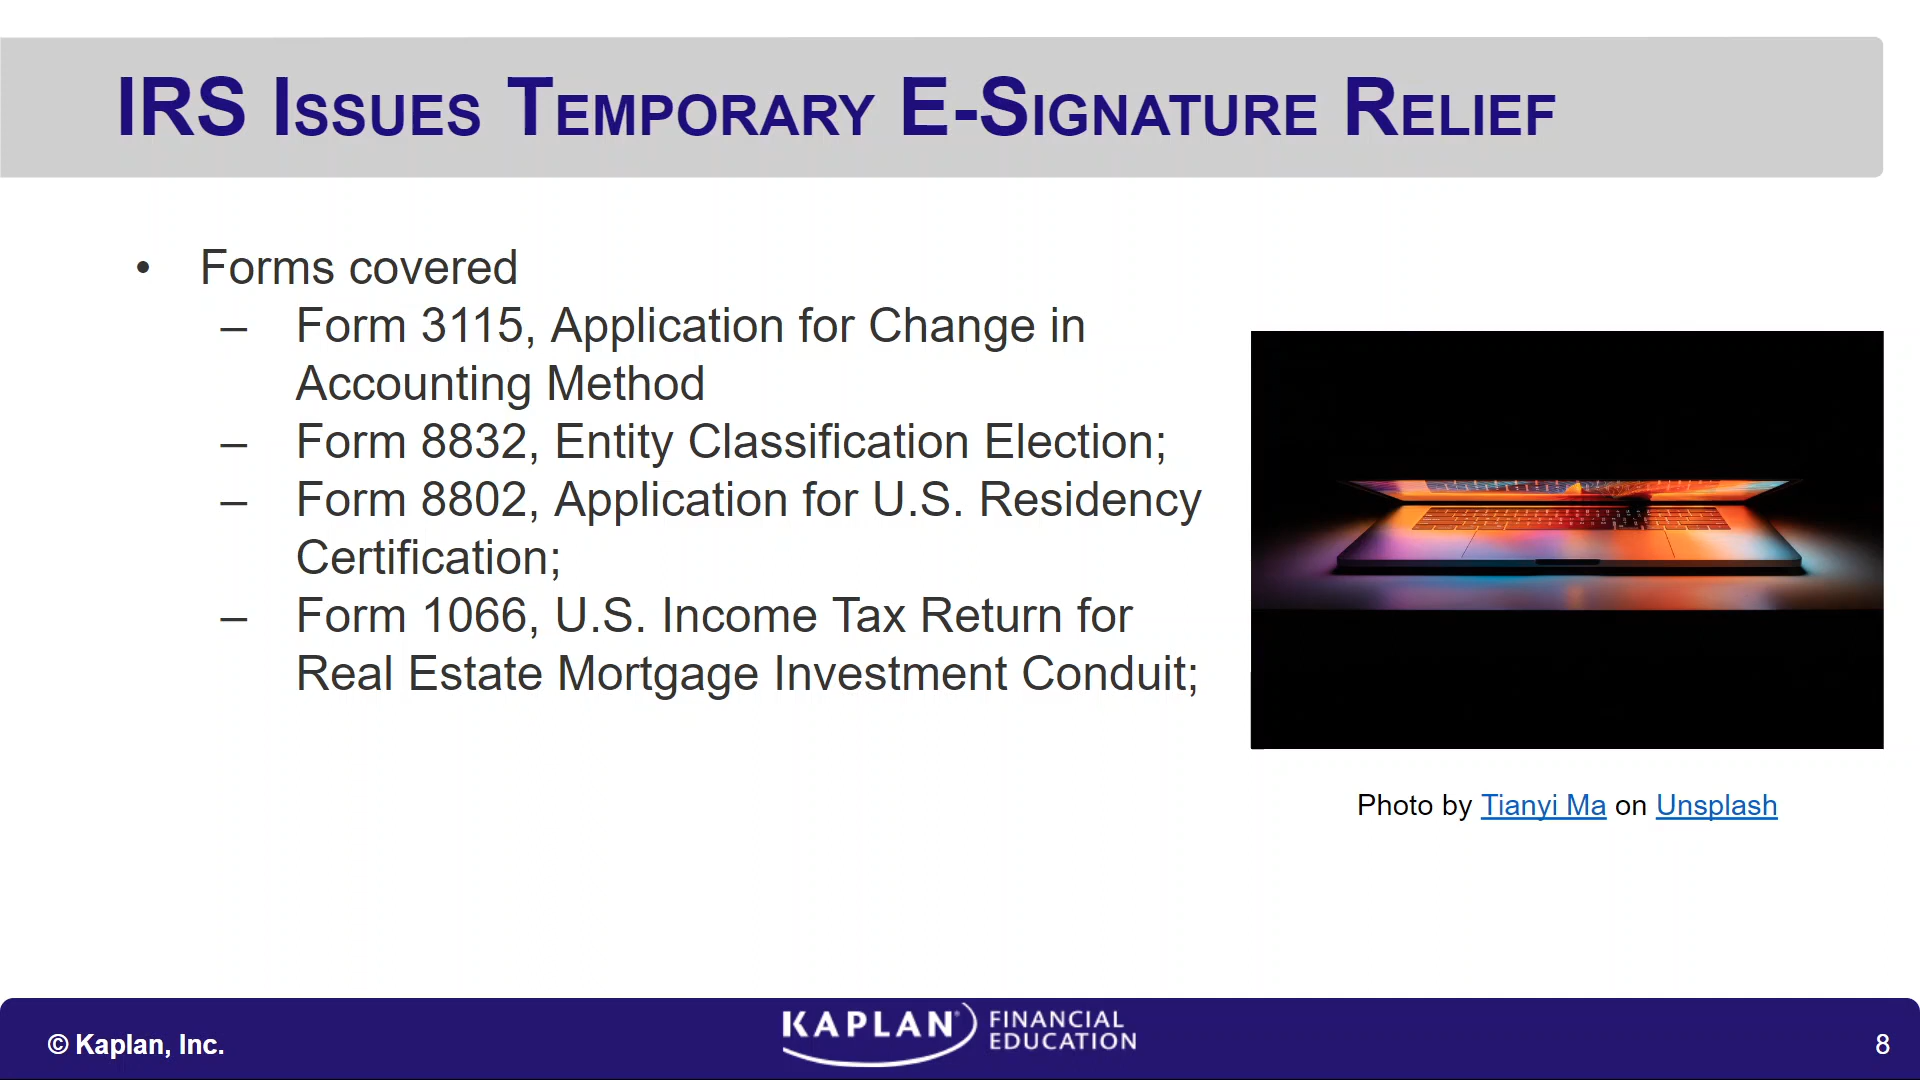 IRS Issues Temporary E-Signature Relief
• Forms covered
– Form 3115, Application for Change in
Accounting Method
– Form 8832, Entity Classification Election;
– Form 8802, Application for U.S. Residency
Certification;
– Form 1066, U.S. Income Tax Return for
Real Estate Mortgage Investment Conduit;
Photo by Tianyi Ma on Unsplash
© Kaplan, Inc.
KAPLAN® FINANCIAL
EDUCATION
8